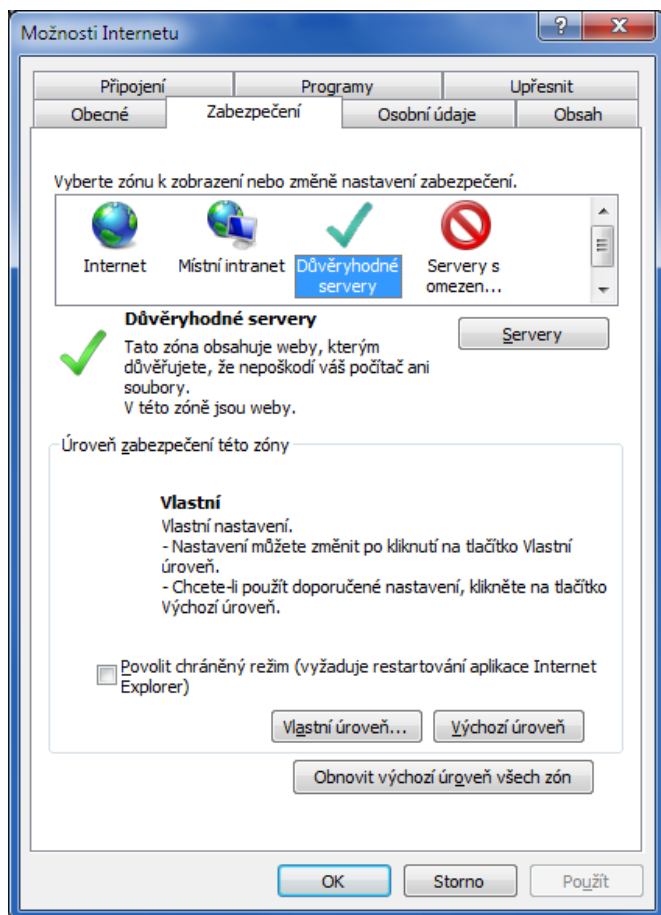 Možnosti Internetu
Připojení Programy Upřesnit
Obecné Zabezpečení Osobní údaje Obsah
Vyberte zónu k zobrazení nebo změně nastavení zabezpečení.
Internet Místní intranet Důvěryhodné servery Servery s omezen...
Důvěryhodné servery
Servery
Tato zóna obsahuje weby, kterým
důvěřujete, že nepoškodí váš počítač ani
soubory.
V této zóně jsou weby.
Úroveň zabezpečení této zóny
Vlastní
Vlastní nastavení.
- Nastavení můžete změnit po kliknutí na tlačítko Vlastní
úroveň.
- Chcete-li použít doporučené nastavení, klikněte na tlačítko
Výchozí úroveň.
Povolit chráněný režim (vyžaduje restartování aplikace Internet
Explorer)
Vlastní úroveň... Výchozí úroveň
Obnovit výchozí úroveň všech zón
OK Storno Použít